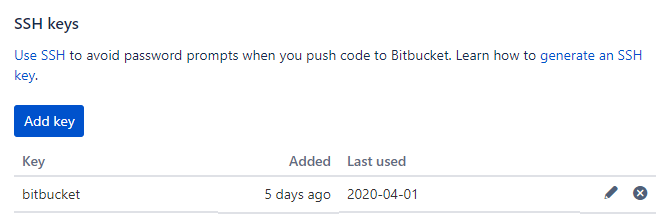 SSH keys
Use SSH to avoid password prompts when you push code to Bitbucket. Learn how to generate an SSH
key.
Add key
Key Added Last used
bitbucket 5 days ago 2020-04-01